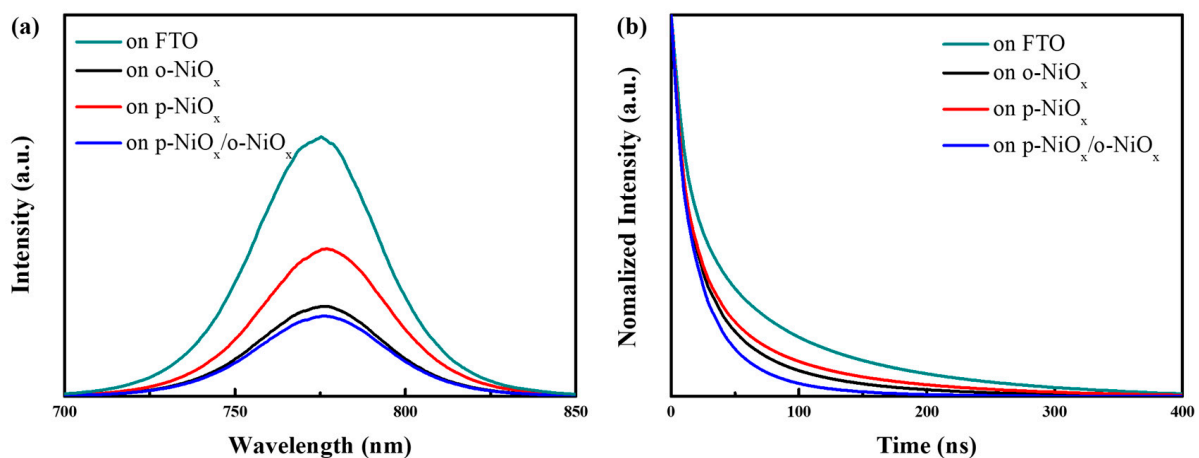 (a)
on FTO
on o-NiOₓ
on p-NiOₓ
on p-NiOₓ/o-NiOₓ
Intensity (a.u.)
700
750
800
850
Wavelength (nm)
(b)
on FTO
on o-NiOₓ
on p-NiOₓ
on p-NiOₓ/o-NiOₓ
Nomalized Intensity (a.u.)
0
100
200
300
400
Time (ns)